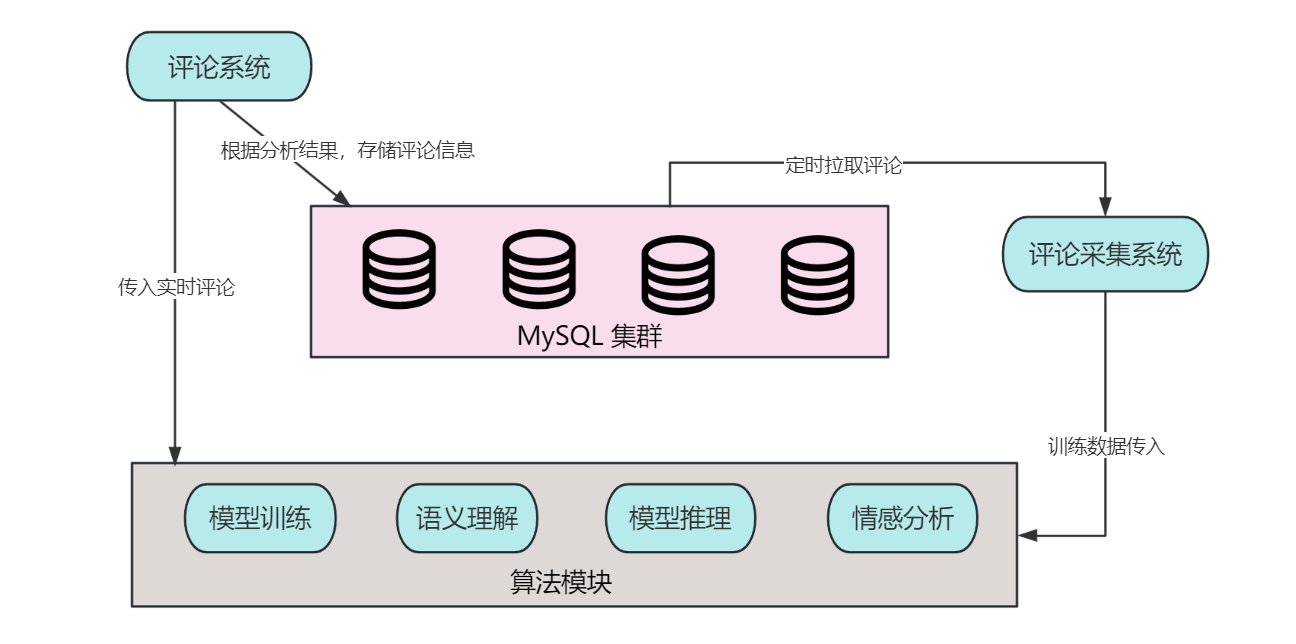 评论系统
根据分析结果，存储评论信息
定时拉取评论
评论采集系统
传入实时评论
MySQL 集群
训练数据传入
模型训练
语义理解
模型推理
情感分析
算法模块